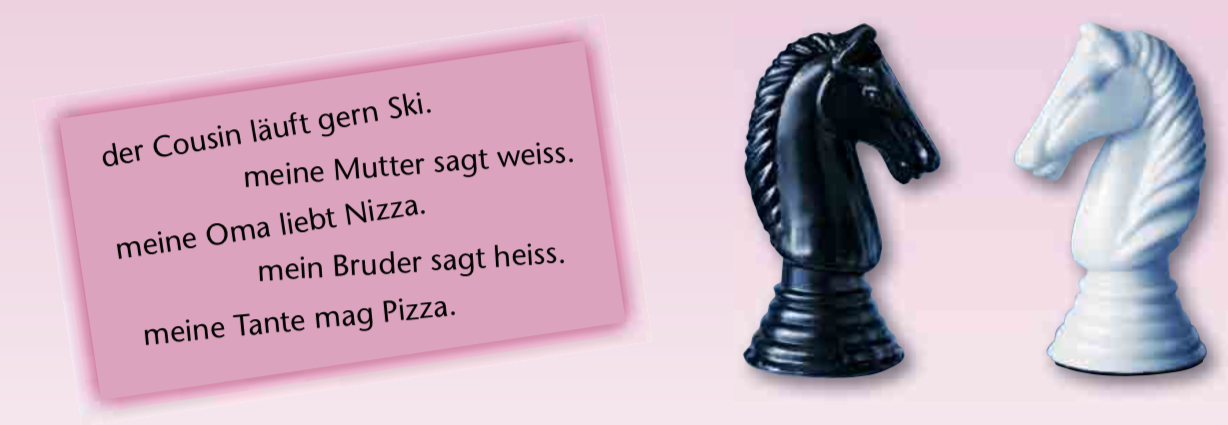 der Cousin läuft gern Ski.
meine Mutter sagt weiss.
meine Oma liebt Nizza.
mein Bruder sagt heiss.
meine Tante mag Pizza.